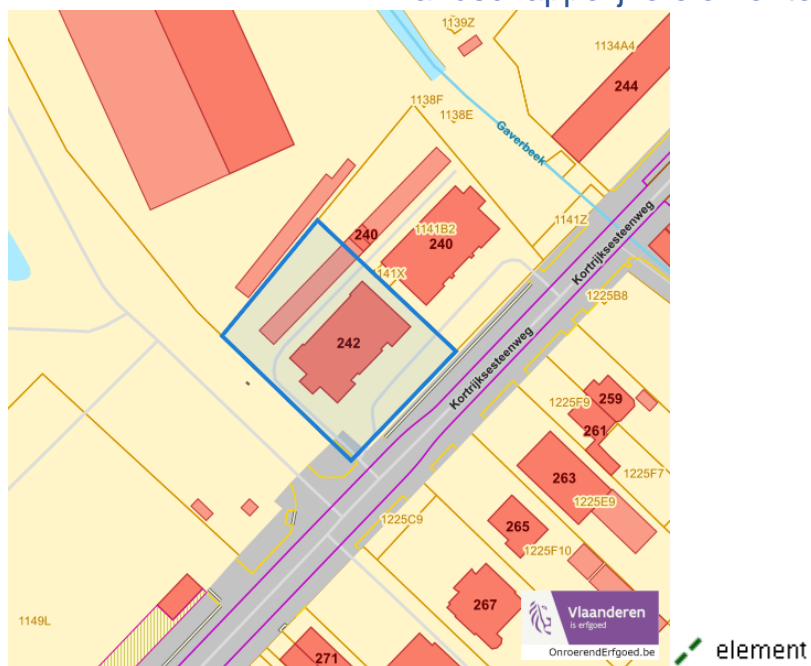 1139Z
1134A4
244
1138F
1138E
Gaverbeek
240
1141B2
240
1141Z
Kortrijksesteenweg
1141X
1225B8
242
Kortrijksesteenweg
259
1225F9
261
263
1225F7
1225E9
1225C9
265
1225F10
267
1149L
271
Vlaanderen
is erfgoed
OnroerendErfgoed.be
element